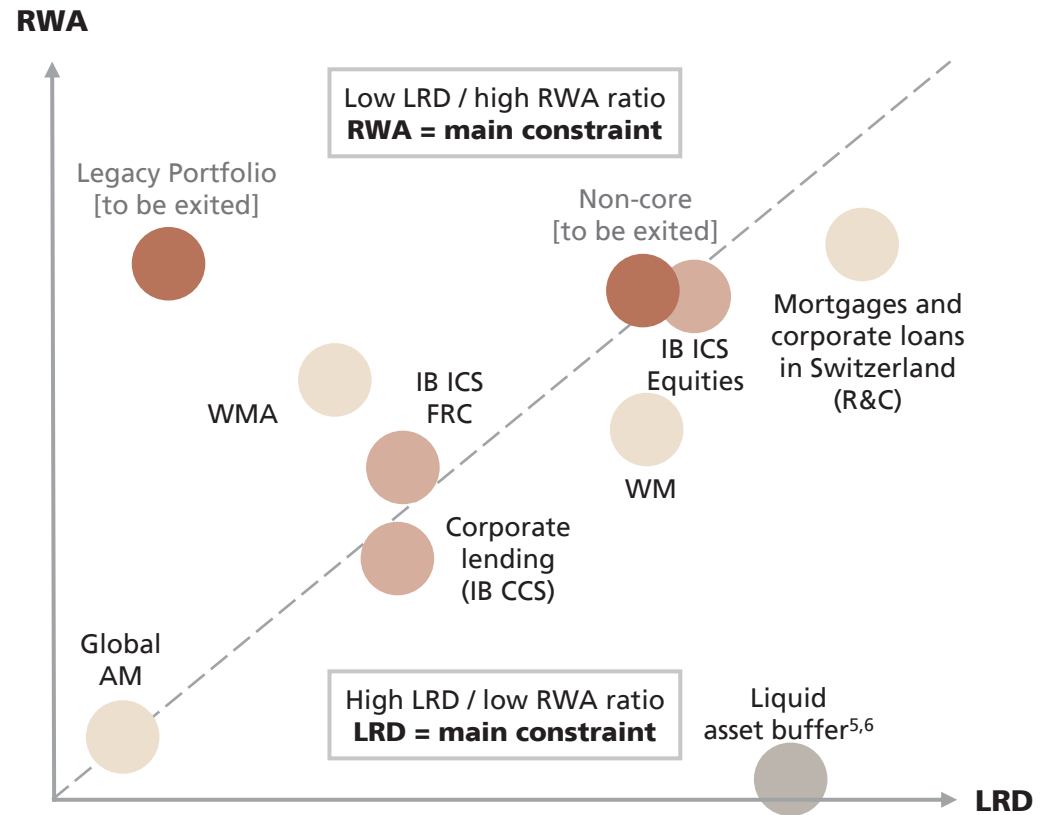 RWA
Low LRD / high RWA ratio
RWA = main constraint
Legacy Portfolio
[to be exited]
Non-core
[to be exited]
Mortgages and
corporate loans
in Switzerland
(R&C)
IB ICS
Equities
WMA
IB ICS
FRC
WM
Corporate
lending
(IB CCS)
Global
AM
High LRD / low RWA ratio
LRD = main constraint
Liquid
asset buffer5,6
LRD